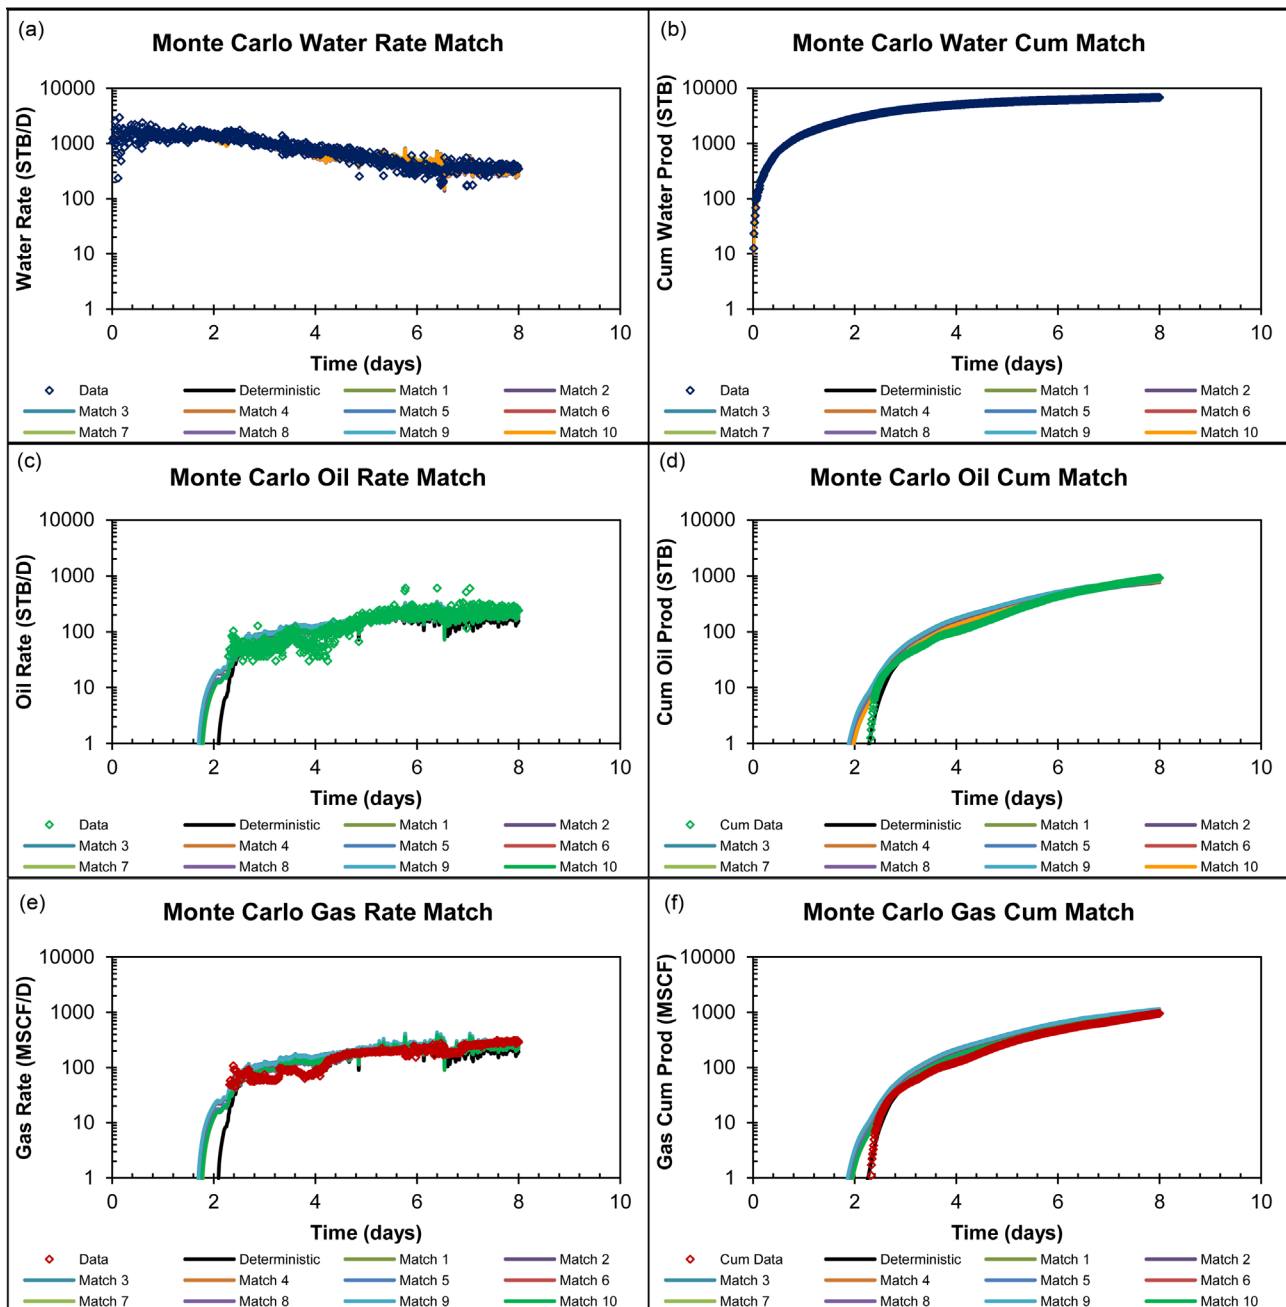 (a)
Monte Carlo Water Rate Match
10000
1000
100
10
1
Water Rate (STB/D)
0 2 4 6 8 10
Time (days)
Data Deterministic Match 1 Match 2
Match 3 Match 4 Match 5 Match 6
Match 7 Match 8 Match 9 Match 10
(b)
Monte Carlo Water Cum Match
10000
1000
100
10
1
Cum Water Prod (STB)
0 2 4 6 8 10
Time (days)
Data Deterministic Match 1 Match 2
Match 3 Match 4 Match 5 Match 6
Match 7 Match 8 Match 9 Match 10
(c)
Monte Carlo Oil Rate Match
10000
1000
100
10
1
Oil Rate (STB/D)
0 2 4 6 8 10
Time (days)
Data Deterministic Match 1 Match 2
Match 3 Match 4 Match 5 Match 6
Match 7 Match 8 Match 9 Match 10
(d)
Monte Carlo Oil Cum Match
10000
1000
100
10
1
Cum Oil Prod (STB)
0 2 4 6 8 10
Time (days)
Cum Data Deterministic Match 1 Match 2
Match 3 Match 4 Match 5 Match 6
Match 7 Match 8 Match 9 Match 10
(e)
Monte Carlo Gas Rate Match
10000
1000
100
10
1
Gas Rate (MSCF/D)
0 2 4 6 8 10
Time (days)
Data Deterministic Match 1 Match 2
Match 3 Match 4 Match 5 Match 6
Match 7 Match 8 Match 9 Match 10
(f)
Monte Carlo Gas Cum Match
10000
1000
100
10
1
Gas Cum Prod (MSCF)
0 2 4 6 8 10
Time (days)
Cum Data Deterministic Match 1 Match 2
Match 3 Match 4 Match 5 Match 6
Match 7 Match 8 Match 9 Match 10